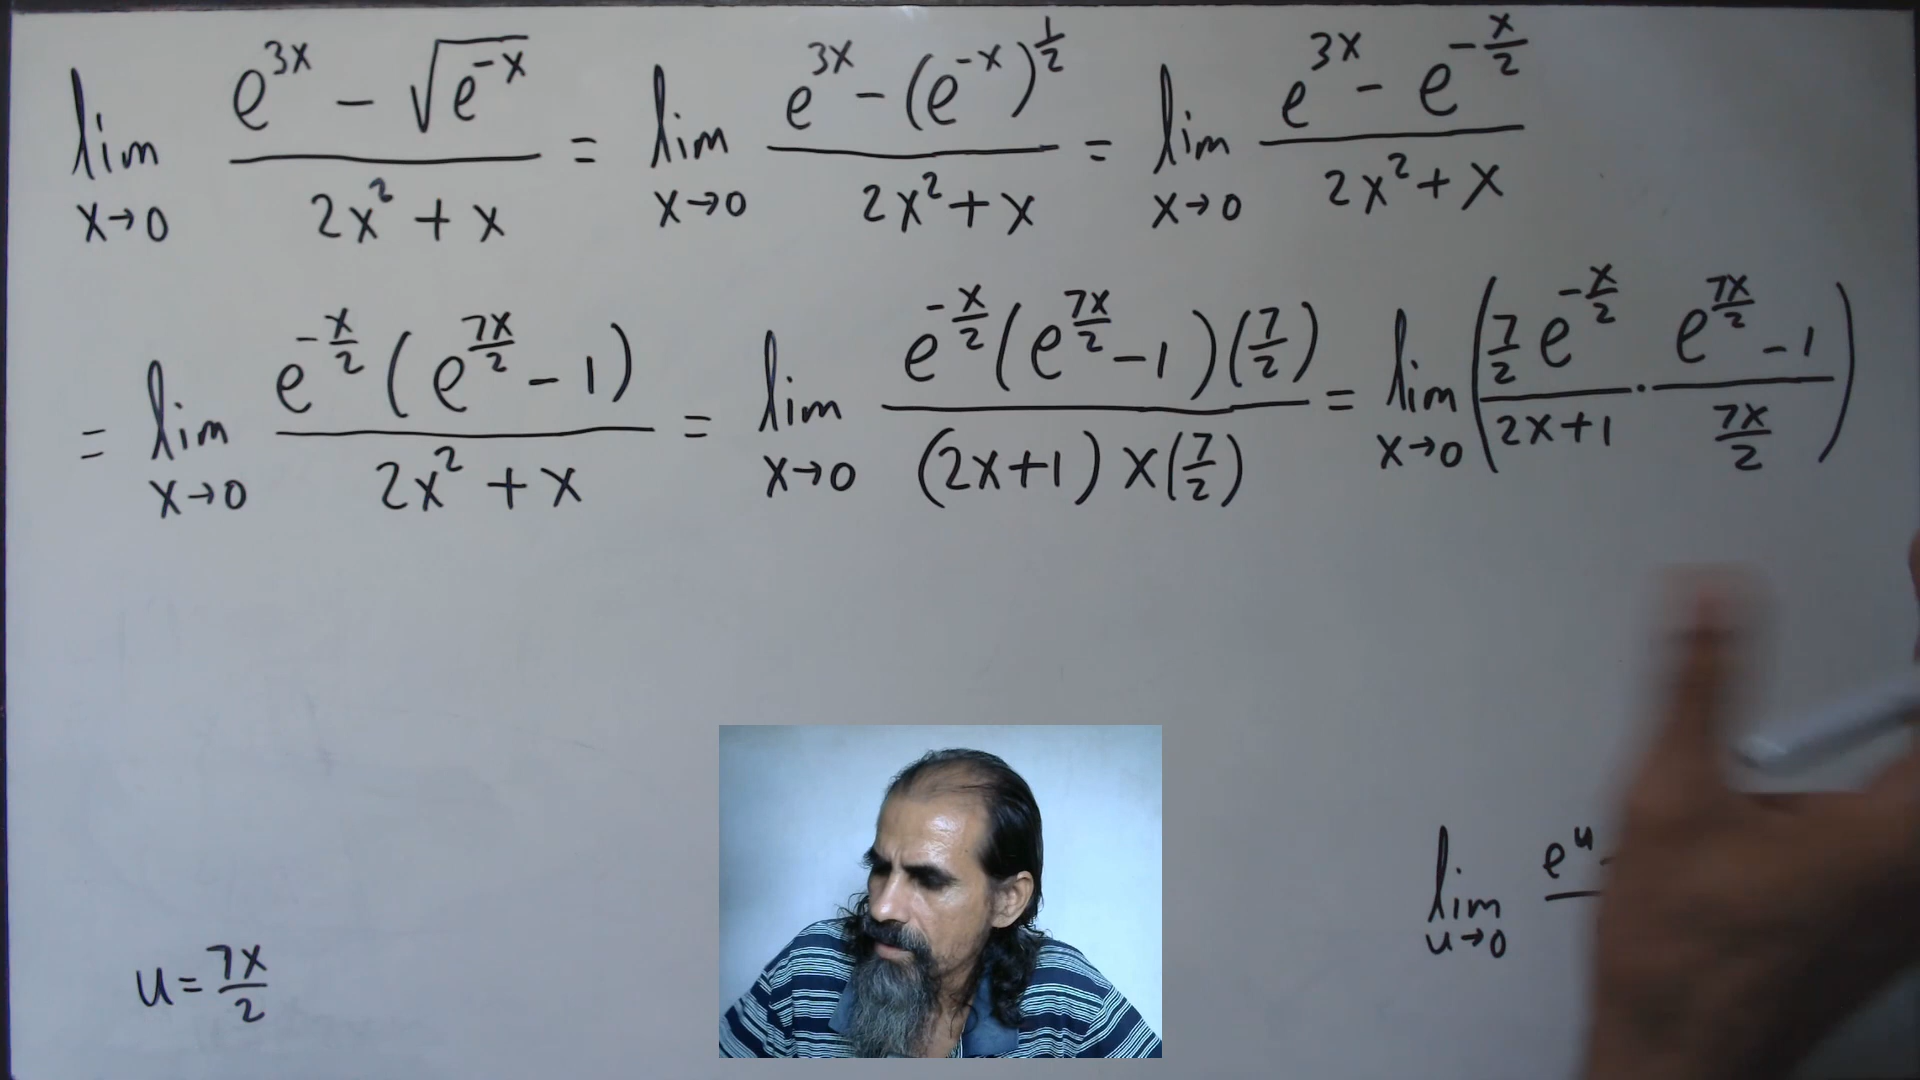 lim x→0 (e^{3x} - √(e^{-x})) / (2x² + x) = lim x→0 (e^{3x} - (e^{-x})^{1/2}) / (2x² + x) = lim x→0 (e^{3x} - e^{-x/2}) / (2x² + x)
= lim x→0 (e^{-x/2} (e^{7x/2} - 1)) / (2x² + x) = lim x→0 (e^{-x/2} (e^{7x/2} - 1)(7/2)) / ((2x+1) x (7/2)) = lim x→0 ( (7/2 e^{-x/2}) / (2x+1) · (e^{7x/2} - 1) / (7x/2) )
lim u→0 e^u -
u = 7x/2